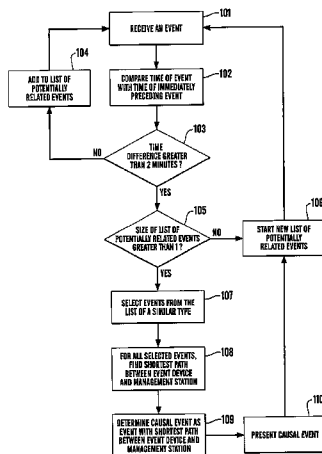 101
RECEIVE AN EVENT
104
ADD TO LIST OF
POTENTIALLY
RELATED EVENTS
102
COMPARE TIME OF EVENT
WITH TIME OF IMMEDIATELY
PRECEDING EVENT
103
TIME
DIFFERENCE GREATER
THAN 2 MINUTES ?
NO
YES
105
SIZE OF LIST OF
POTENTIALLY RELATED EVENTS
GREATER THAN 1 ?
NO
YES
106
START NEW LIST OF
POTENTIALLY
RELATED EVENTS
107
SELECT EVENTS FROM THE
LIST OF A SIMILAR TYPE
108
FOR ALL SELECTED EVENTS,
FIND SHORTEST PATH
BETWEEN EVENT DEVICE
AND MANAGEMENT STATION
109
DETERMINE CAUSAL EVENT AS
EVENT WITH SHORTEST PATH
BETWEEN EVENT DEVICE AND
MANAGEMENT STATION
110
PRESENT CAUSAL EVENT